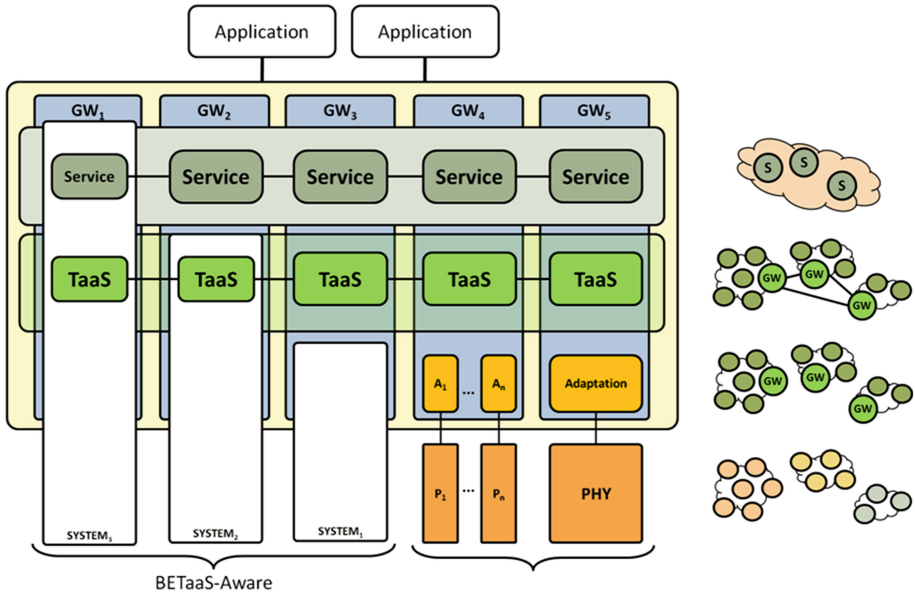 Application Application
GW₁ GW₂ GW₃ GW₄ GW₅
Service Service Service Service Service
S S S
TaaS TaaS TaaS TaaS TaaS
GW GW GW
A₁ ... Aₙ Adaptation
GW GW GW
P₁ ... Pₙ PHY
SYSTEM₃ SYSTEM₂ SYSTEM₁
BETaaS-Aware